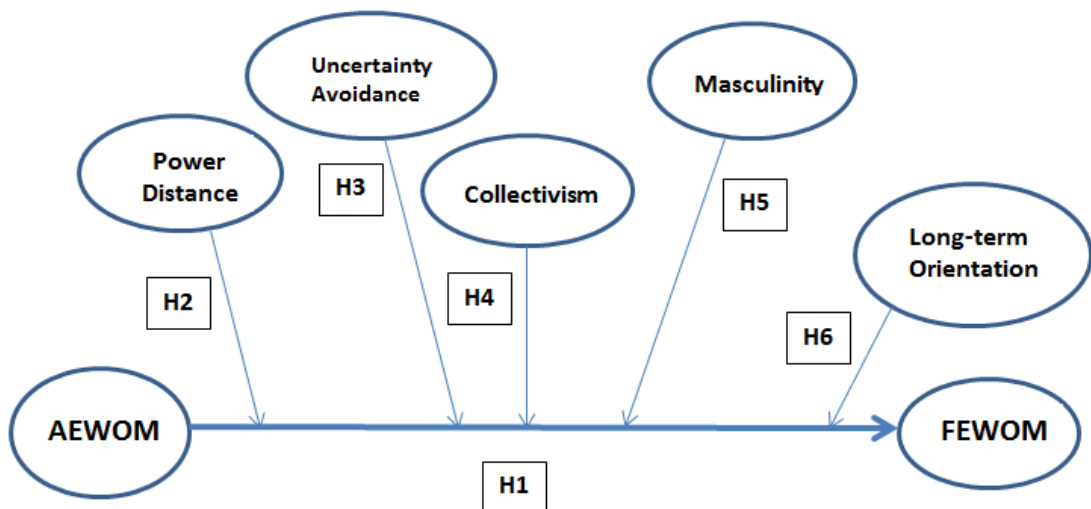 Uncertainty
Avoidance
Masculinity
Power
Distance
H3
Collectivism
H5
Long-term
Orientation
H2
H4
H6
AEWOM
FEWOM
H1